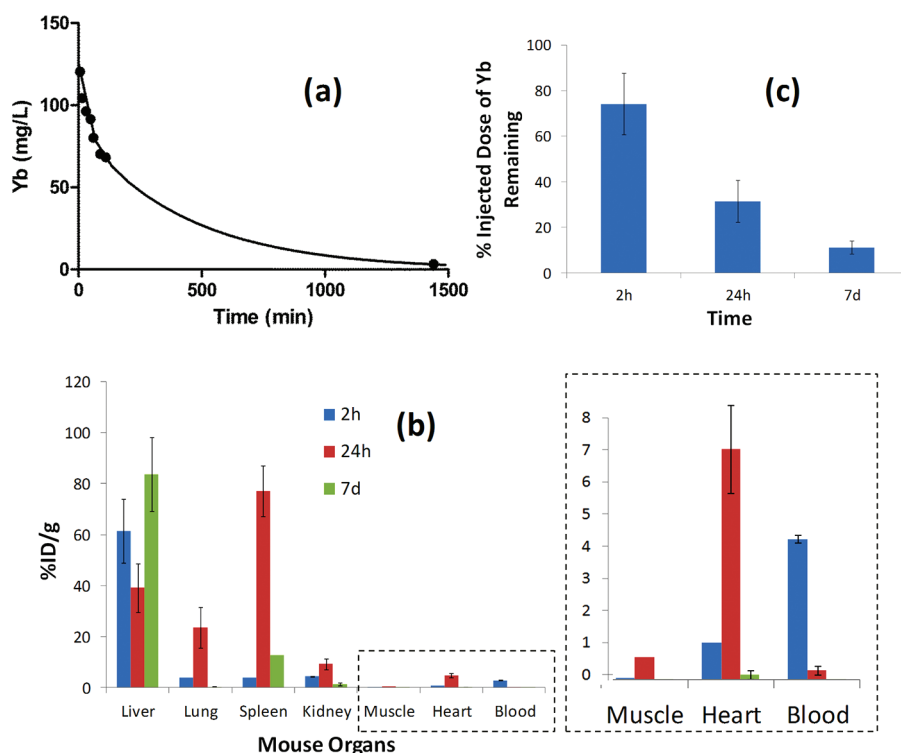 150
100
50
0
0
500
1000
1500
Yb (mg/L)
Time (min)
(a)
100
80
60
40
20
0
% Injected Dose of Yb
Remaining
2h
24h
7d
Time
(c)
120
100
80
60
40
20
0
%ID/g
2h
24h
7d
(b)
Liver Lung Spleen Kidney Muscle Heart Blood
Mouse Organs
8
7
6
5
4
3
2
1
0
Muscle Heart Blood